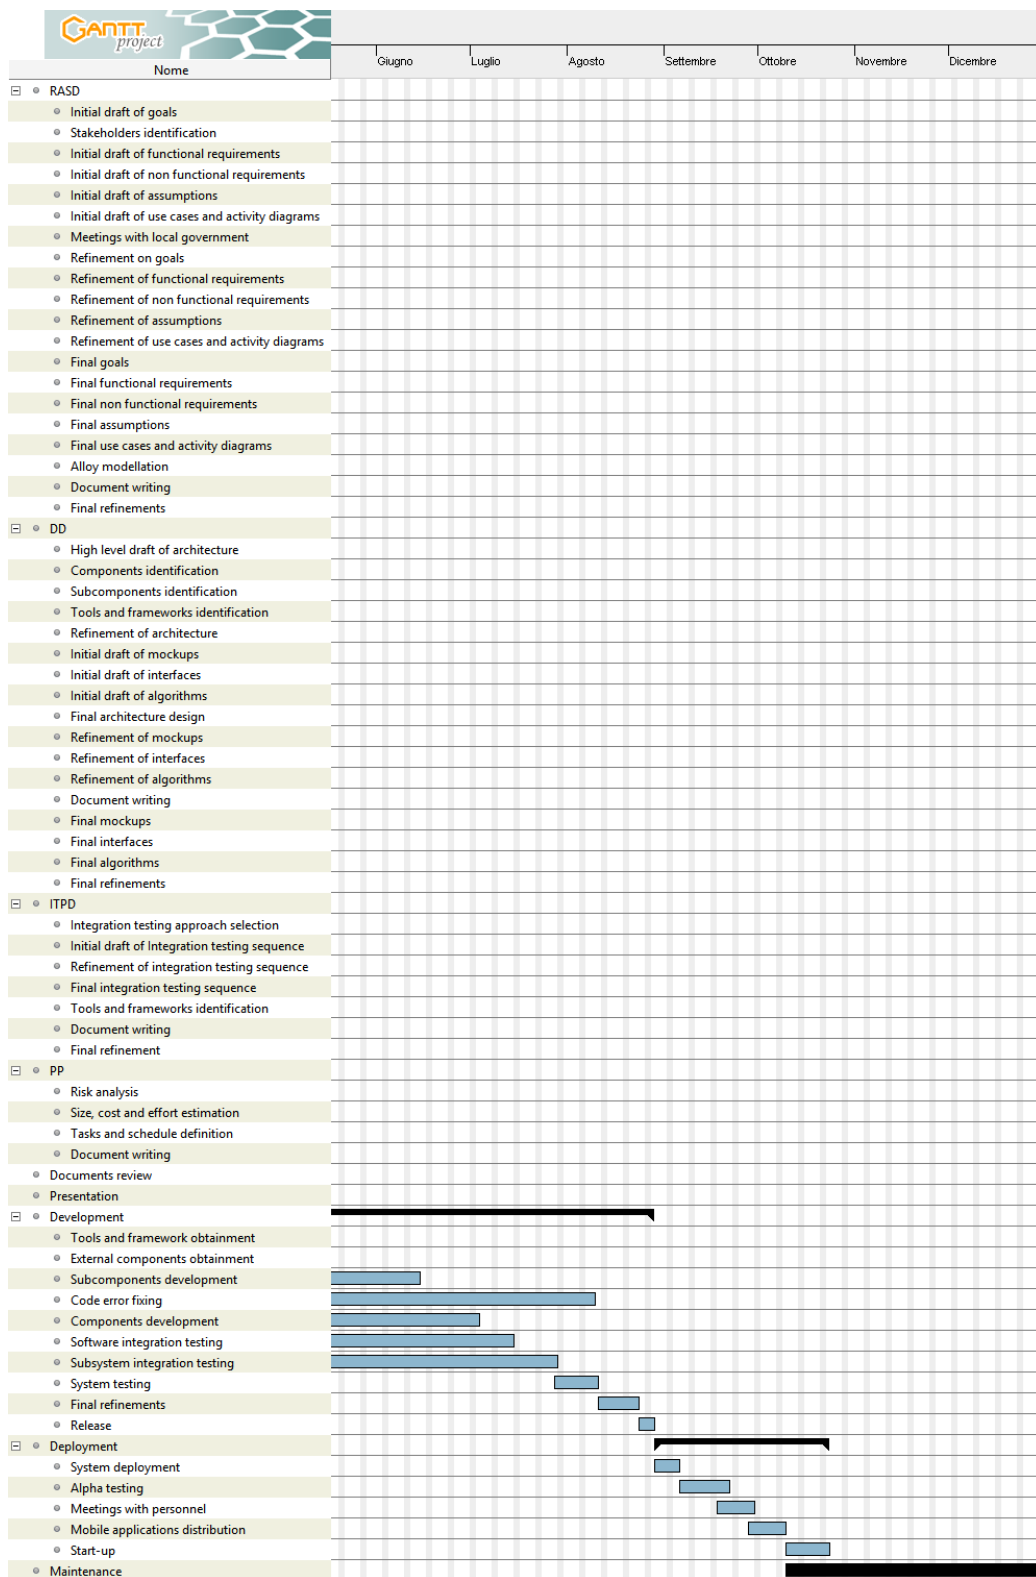 GANTT
project
Giugno Luglio Agosto Settembre Ottobre Novembre Dicembre
Nome
RASD
Initial draft of goals
Stakeholders identification
Initial draft of functional requirements
Initial draft of non functional requirements
Initial draft of assumptions
Initial draft of use cases and activity diagrams
Meetings with local government
Refinement on goals
Refinement of functional requirements
Refinement of non functional requirements
Refinement of assumptions
Refinement of use cases and activity diagrams
Final goals
Final functional requirements
Final non functional requirements
Final assumptions
Final use cases and activity diagrams
Alloy modellation
Document writing
Final refinements
DD
High level draft of architecture
Components identification
Subcomponents identification
Tools and frameworks identification
Refinement of architecture
Initial draft of mockups
Initial draft of interfaces
Initial draft of algorithms
Final architecture design
Refinement of mockups
Refinement of interfaces
Refinement of algorithms
Document writing
Final mockups
Final interfaces
Final algorithms
Final refinements
ITPD
Integration testing approach selection
Initial draft of Integration testing sequence
Refinement of integration testing sequence
Final integration testing sequence
Tools and frameworks identification
Document writing
Final refinement
PP
Risk analysis
Size, cost and effort estimation
Tasks and schedule definition
Document writing
Documents review
Presentation
Development
Tools and framework obtainment
External components obtainment
Subcomponents development
Code error fixing
Components development
Software integration testing
Subsystem integration testing
System testing
Final refinements
Release
Deployment
System deployment
Alpha testing
Meetings with personnel
Mobile applications distribution
Start-up
Maintenance